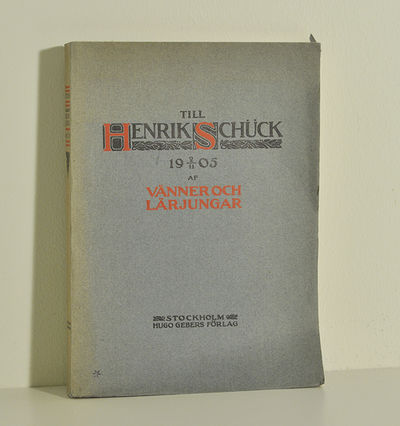 TILL
HENRIK SCHÜCK
19 2/11 05
AF
VÄNNER OCH
LÄRJUNGAR
STOCKHOLM
HUGO GEBERS FÖRLAG